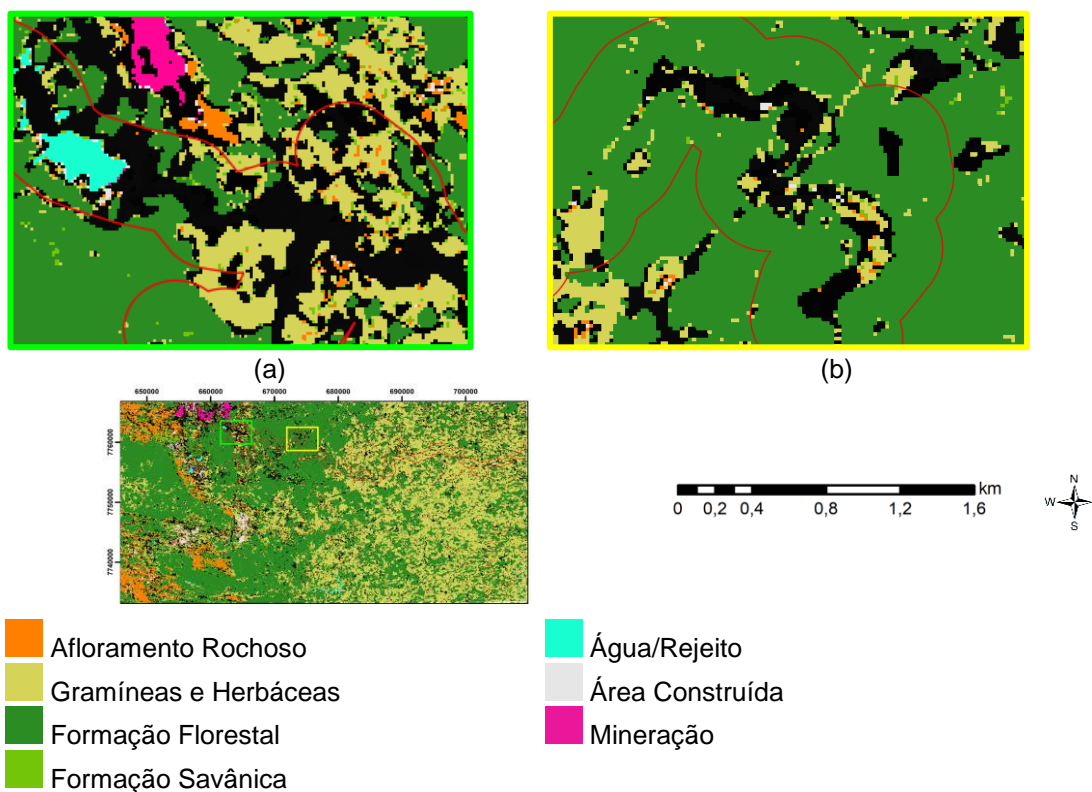 (a)
(b)
650000 660000 670000 680000 690000 700000
7760000
7750000
7740000
km
0 0,2 0,4 0,8 1,2 1,6
N
W E
S
Afloramento Rochoso
Gramíneas e Herbáceas
Formação Florestal
Formação Savânica
Água/Rejeito
Área Construída
Mineração